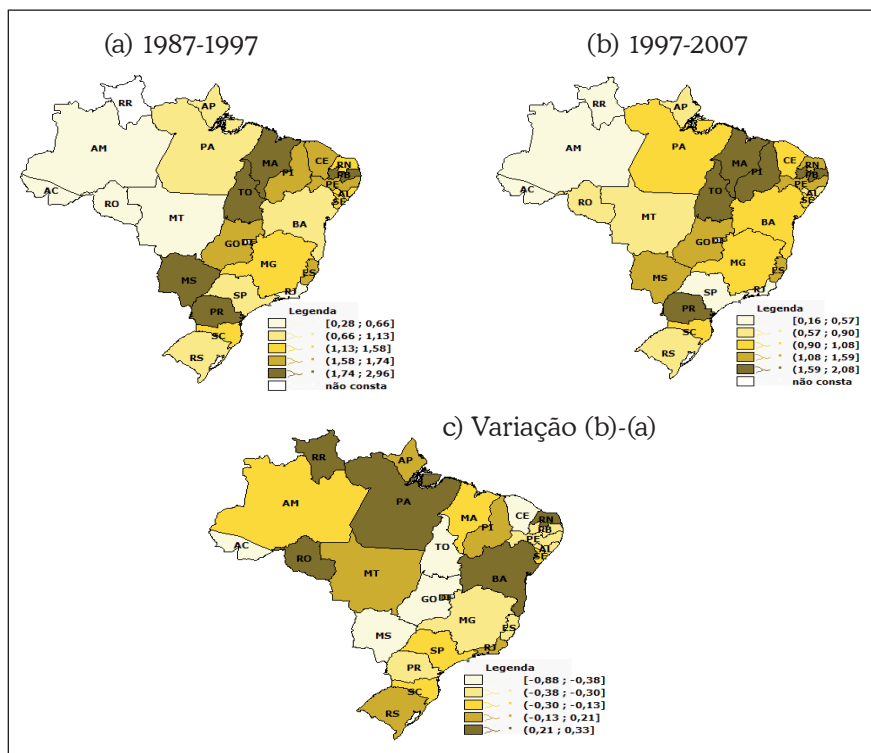 (a) 1987-1997
(b) 1997-2007
RR
AP
AM
PA
MA
CE
RN
PB
PI
PE
AL
SE
AC
RO
TO
MT
BA
GO
DF
MG
ES
MS
SP
RJ
PR
SC
RS
Legenda
[0,28 ; 0,66]
(0,66 ; 1,13]
(1,13; 1,58]
(1,58 ; 1,74]
(1,74 ; 2,96]
não consta
RR
AP
AM
PA
MA
CE
RN
PB
PI
PE
AL
SE
AC
RO
TO
MT
BA
GO
DF
MG
ES
MS
SP
RJ
PR
SC
RS
Legenda
[0,16 ; 0,57]
(0,57 ; 0,90]
(0,90 ; 1,08]
(1,08 ; 1,59]
(1,59 ; 2,08]
não consta
c) Variação (b)-(a)
RR
AP
AM
PA
MA
CE
RN
RB
PI
PE
AL
SE
AC
RO
TO
MT
BA
GO
DF
MG
ES
MS
SP
RJ
PR
SC
RS
Legenda
[-0,88 ; -0,38]
(-0,38 ; -0,30]
(-0,30 ; -0,13]
(-0,13 ; 0,21]
(0,21 ; 0,33]